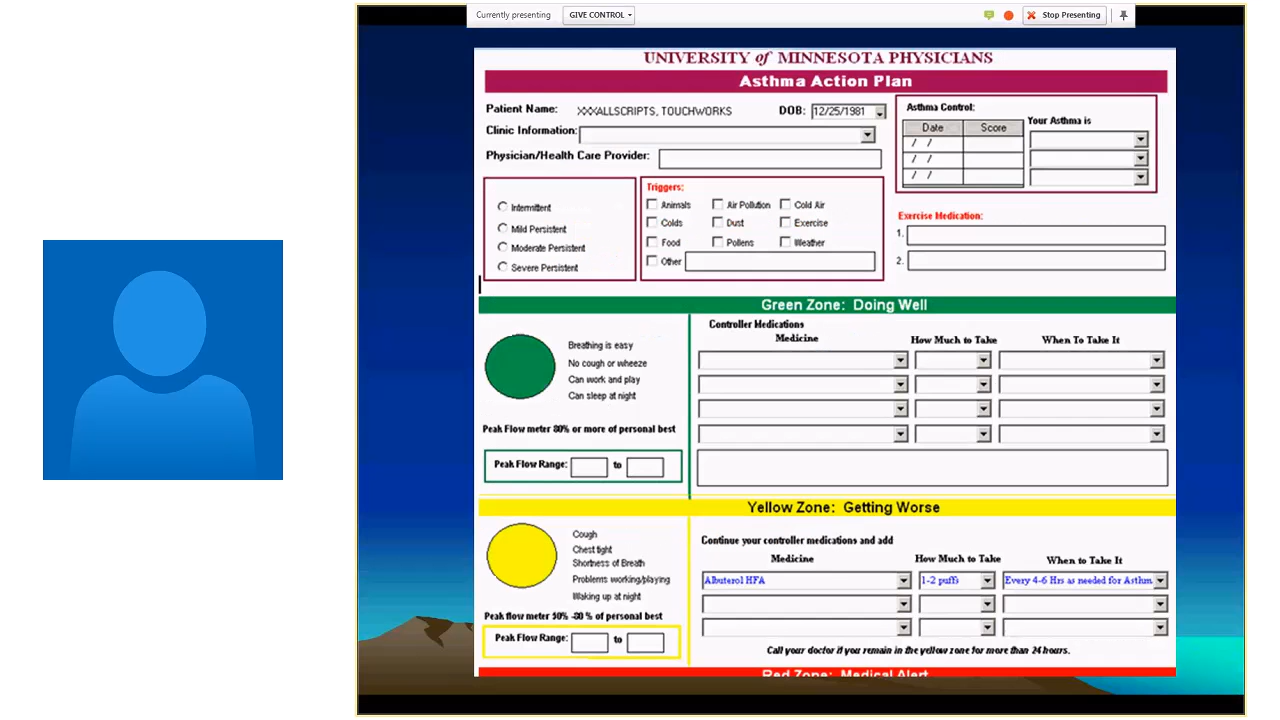 Currently presenting GIVE CONTROL Stop Presenting
UNIVERSITY of MINNESOTA PHYSICIANS
Asthma Action Plan
Patient Name: XXXALLSCRIPTS, TOUCHWORKS DOB: 12/25/1981
Clinic Information:
Physician/Health Care Provider:
Asthma Control:
Date Score Your Asthma is
/ /
/ /
/ /
Intermittent
Mild Persistent
Moderate Persistent
Severe Persistent
Triggers:
Animals Air Pollution Cold Air
Colds Dust Exercise
Food Pollens Weather
Other
Exercise Medication:
1.
2.
Green Zone: Doing Well
Breathing is easy
No cough or wheeze
Can work and play
Can sleep at night
Peak Flow meter 80% or more of personal best
Peak Flow Range: to
Controller Medications
Medicine How Much to Take When To Take It
Yellow Zone: Getting Worse
Cough
Chest tight
Shortness of Breath
Problems working/playing
Waking up at night
Peak flow meter 50% -80 % of personal best
Peak Flow Range: to
Continue your controller medications and add
Medicine How Much to Take When to Take It
Albuterol HFA 1-2 puffs Every 4-6 Hrs as needed for Asthm
Call your doctor if you remain in the yellow zone for more than 24 hours.
Red Zone: Medical Alert